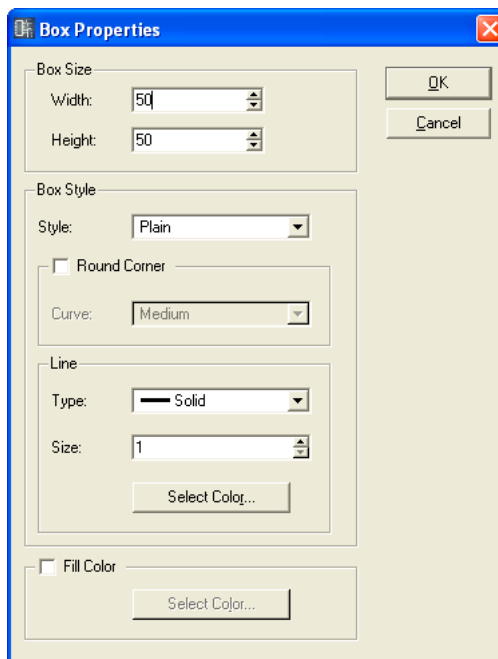 Box Properties
Box Size
Width: 50
Height: 50
OK
Cancel
Box Style
Style: Plain
Round Corner
Curve: Medium
Line
Type: Solid
Size: 1
Select Color...
Fill Color
Select Color...